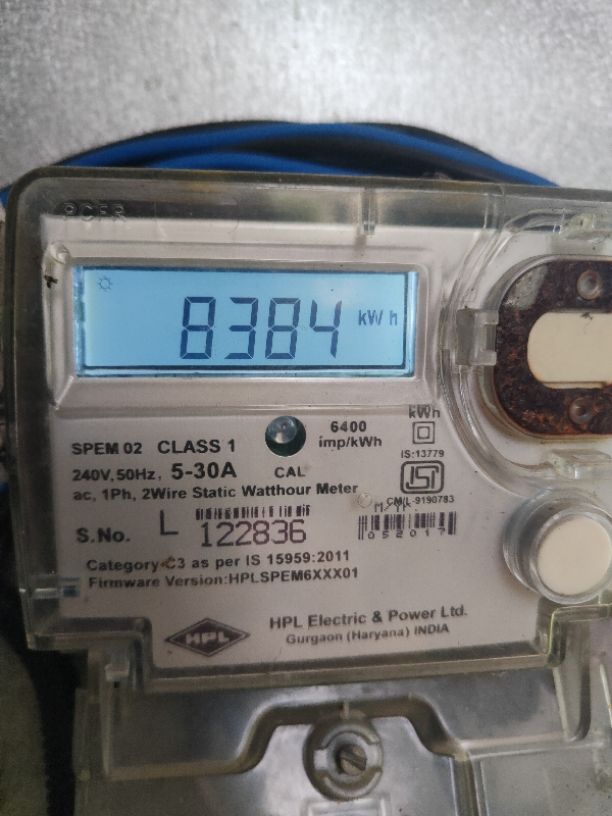 8384 kW h
kWh
6400
imp/kWh
SPEM 02 CLASS 1
240V, 50Hz, 5-30A
CAL
IS:13779
ac, 1Ph, 2Wire Static Watthour Meter
CM/L-9190783
M/YR
S.No. L 122836
052017
Category C3 as per IS 15959:2011
Firmware Version:HPLSPEM6XXX01
HPL
HPL Electric & Power Ltd.
Gurgaon (Haryana) INDIA